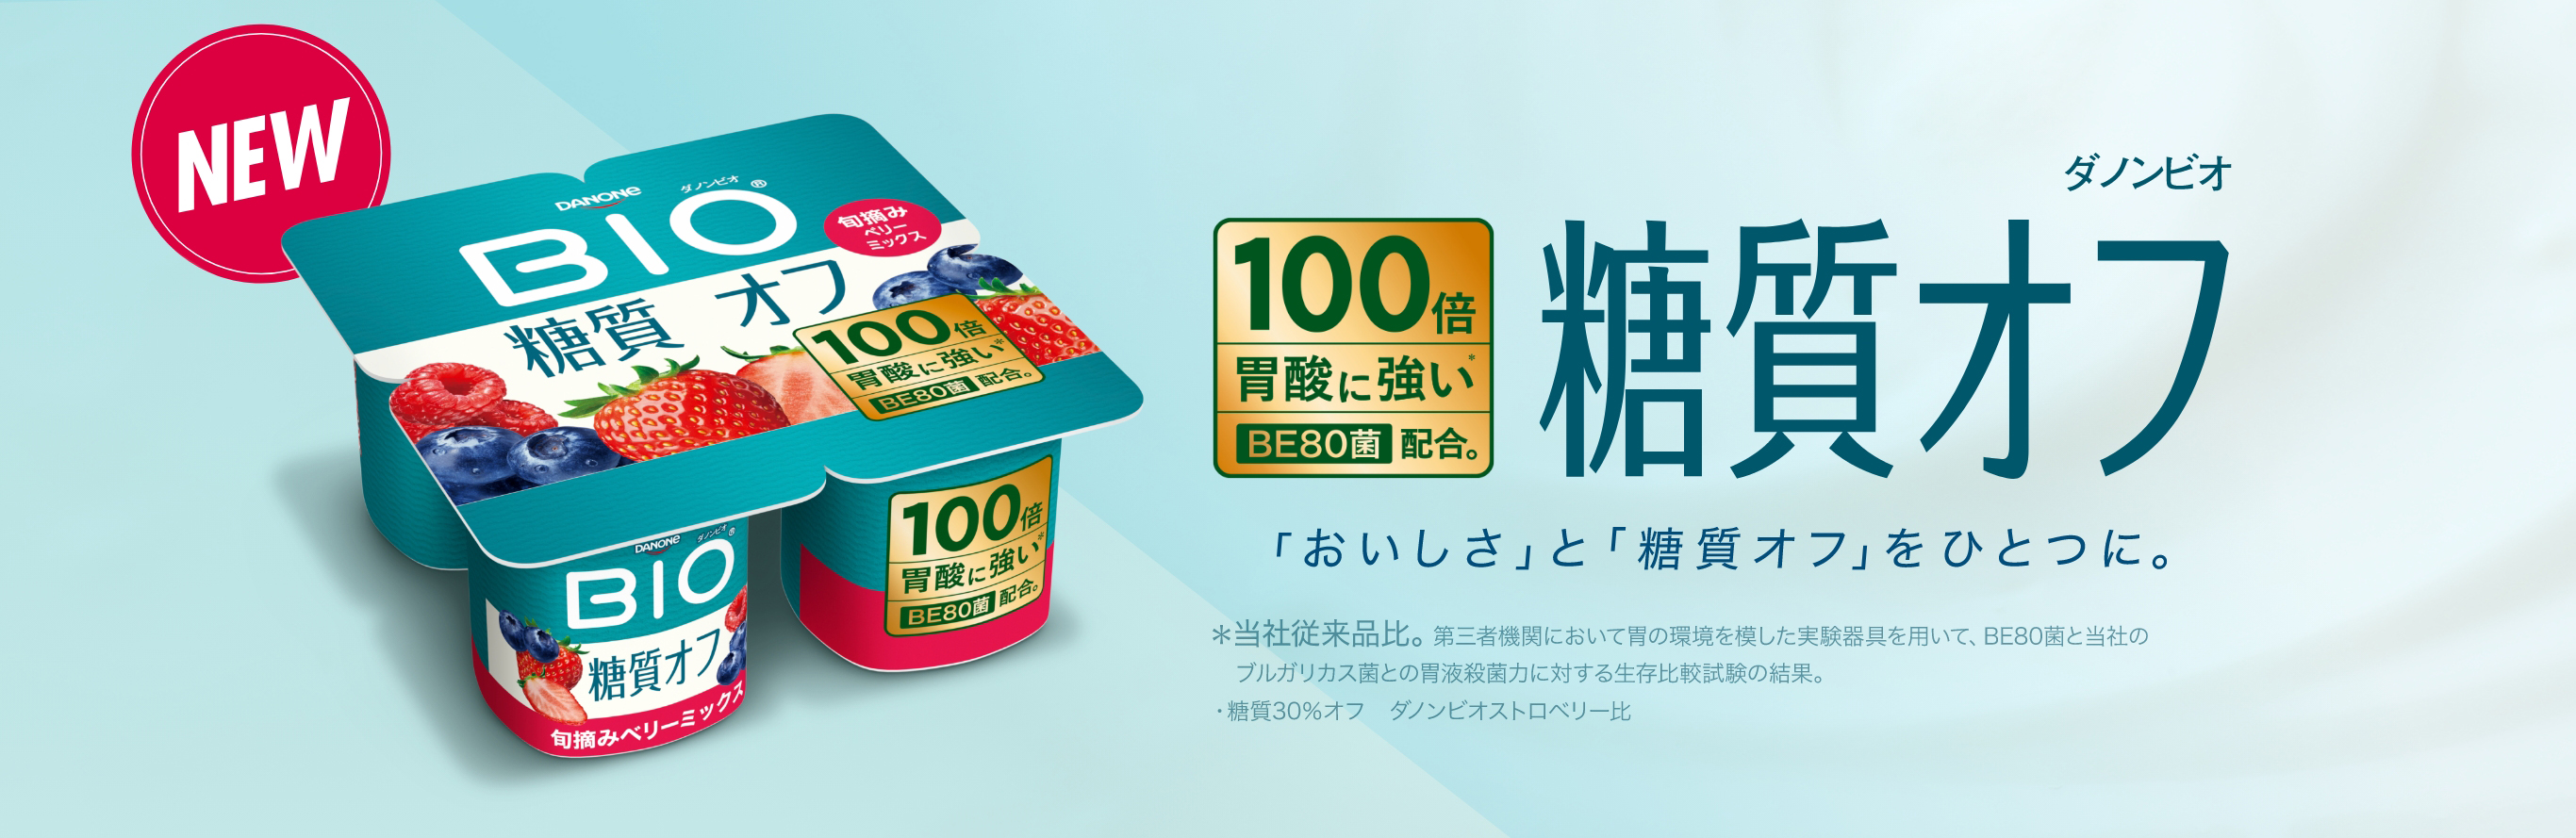 NEW
DANONE
ダノンビオ®
BIO
旬摘み
ベリー
ミックス
糖質 オフ
100倍
胃酸に強い*
BE80菌 配合。
DANONE
ダノンビオ®
BIO
糖質オフ
旬摘みベリーミックス
100倍
胃酸に強い*
BE80菌 配合。
ダノンビオ
100倍
胃酸に強い*
BE80菌 配合。
糖質オフ
「おいしさ」と「糖質オフ」をひとつに。
*当社従来品比。第三者機関において胃の環境を模した実験器具を用いて、BE80菌と当社の
ブルガリカス菌との胃液殺菌力に対する生存比較試験の結果。
・糖質30%オフ　ダノンビオストロベリー比